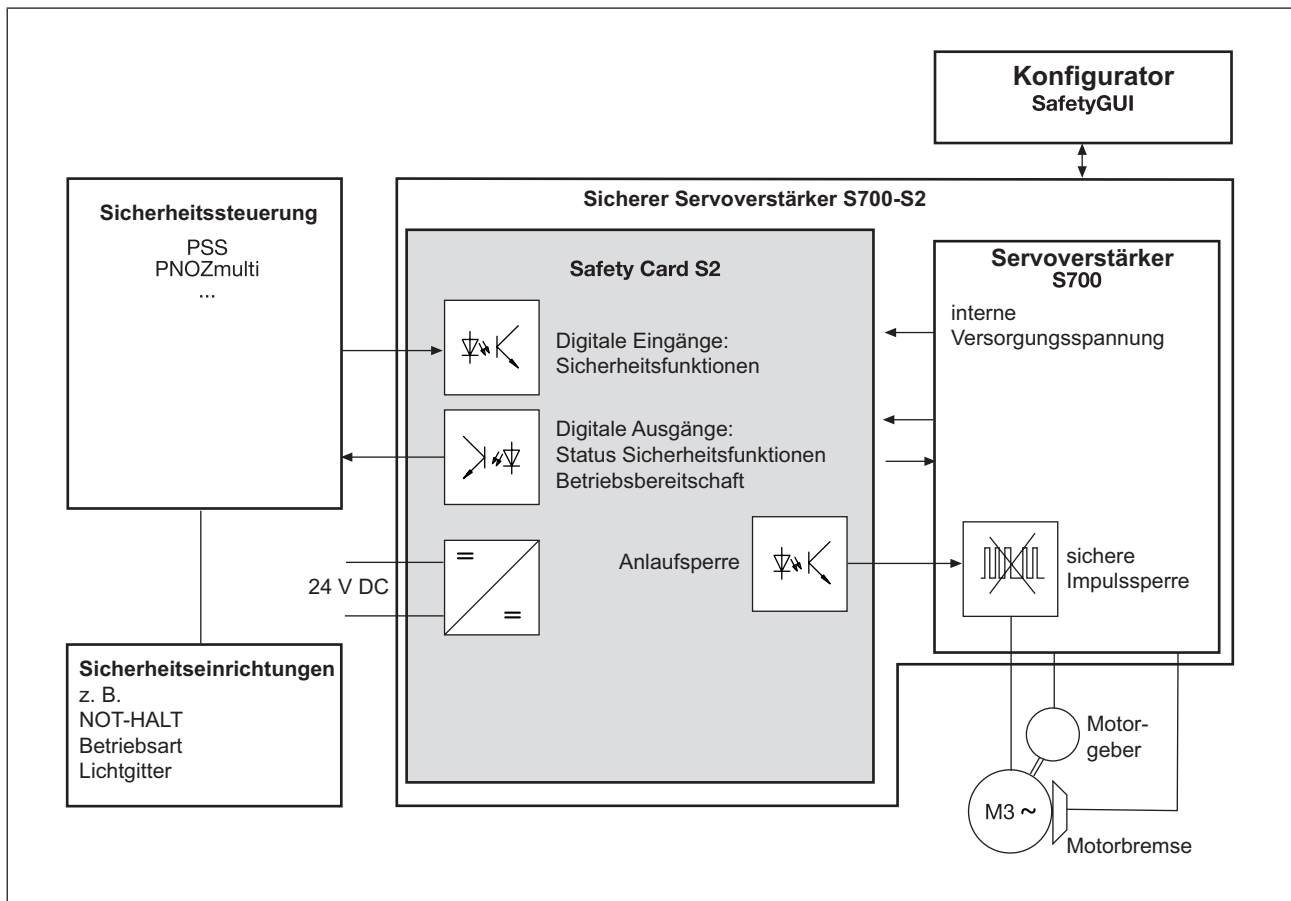 Konfigurator
SafetyGUI
Sicherheitssteuerung
PSS
PNOZmulti
...
Sicherer Servoverstärker S700-S2
Safety Card S2
Digitale Eingänge:
Sicherheitsfunktionen
Digitale Ausgänge:
Status Sicherheitsfunktionen
Betriebsbereitschaft
Anlaufsperre
24 V DC
Servoverstärker
S700
interne
Versorgungsspannung
sichere
Impulssperre
Sicherheitseinrichtungen
z. B.
NOT-HALT
Betriebsart
Lichtgitter
Motor-
geber
M3 ~
Motorbremse